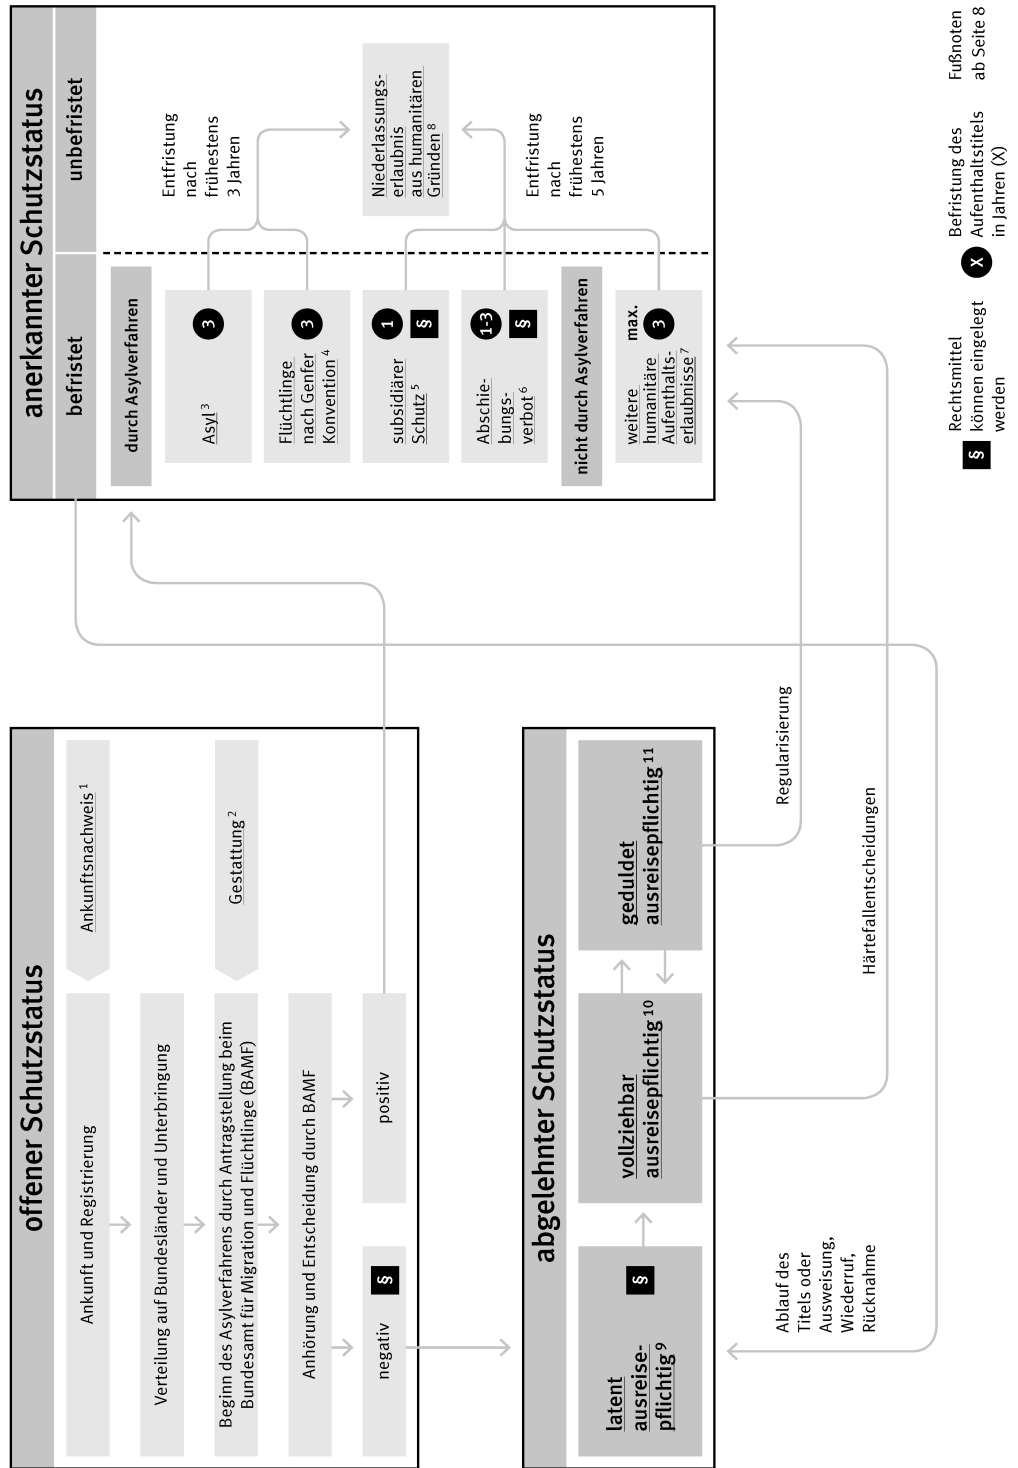 offener Schutzstatus
Ankunft und Registrierung
Ankunftsnachweis 1
Verteilung auf Bundesländer und Unterbringung
Beginn des Asylverfahrens durch Antragstellung beim
Bundesamt für Migration und Flüchtlinge (BAMF)
Gestattung 2
Anhörung und Entscheidung durch BAMF
negativ
§
positiv
abgelehnter Schutzstatus
latent
ausreise-
pflichtig 9
§
vollziehbar
ausreisepflichtig 10
geduldet
ausreisepflichtig 11
Ablauf des
Titels oder
Ausweisung,
Wiederruf,
Rücknahme
Härtefallentscheidungen
Regularisierung
anerkannter Schutzstatus
befristet
unbefristet
durch Asylverfahren
Asyl 3
3
Flüchtlinge
nach Genfer
Konvention 4
3
subsidiärer
Schutz 5
§
1
Abschie-
bungs-
verbot 6
§
1-3
nicht durch Asylverfahren
weitere
humanitäre
Aufenthalts-
erlaubnisse 7
max.
3
Entfristung
nach
frühestens
3 Jahren
Niederlassungs-
erlaubnis
aus humanitären
Gründen 8
Entfristung
nach
frühestens
5 Jahren
§
Rechtsmittel
können eingelegt
werden
X
Befristung des
Aufenthaltstitels
in Jahren (X)
Fußnoten
ab Seite 8